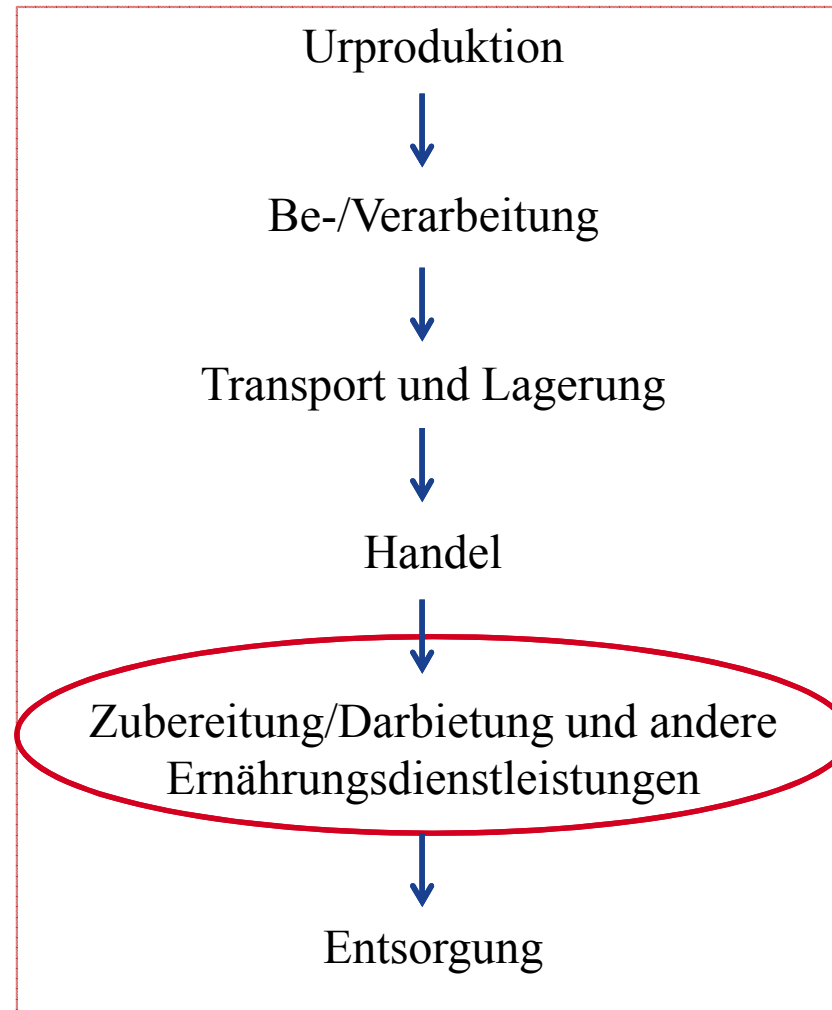 Urproduktion
Be-/Verarbeitung
Transport und Lagerung
Handel
Zubereitung/Darbietung und andere
Ernährungsdienstleistungen
Entsorgung